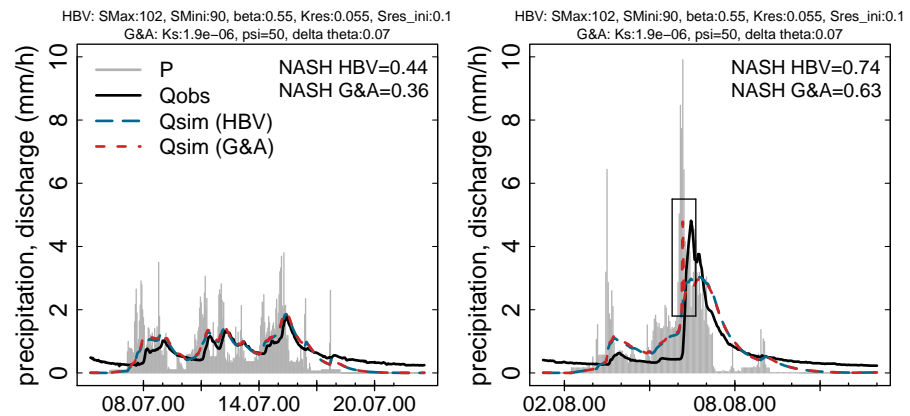 HBV: SMax:102, SMini:90, beta:0.55, Kres:0.055, Sres_ini:0.1
G&A: Ks:1.9e-06, psi=50, delta theta:0.07
precipitation, discharge (mm/h)
10
8
6
4
2
0
P
Qobs
Qsim (HBV)
Qsim (G&A)
NASH HBV=0.44
NASH G&A=0.36
08.07.00 14.07.00 20.07.00
HBV: SMax:102, SMini:90, beta:0.55, Kres:0.055, Sres_ini:0.1
G&A: Ks:1.9e-06, psi=50, delta theta:0.07
precipitation, discharge (mm/h)
10
8
6
4
2
0
NASH HBV=0.74
NASH G&A=0.63
02.08.00 08.08.00